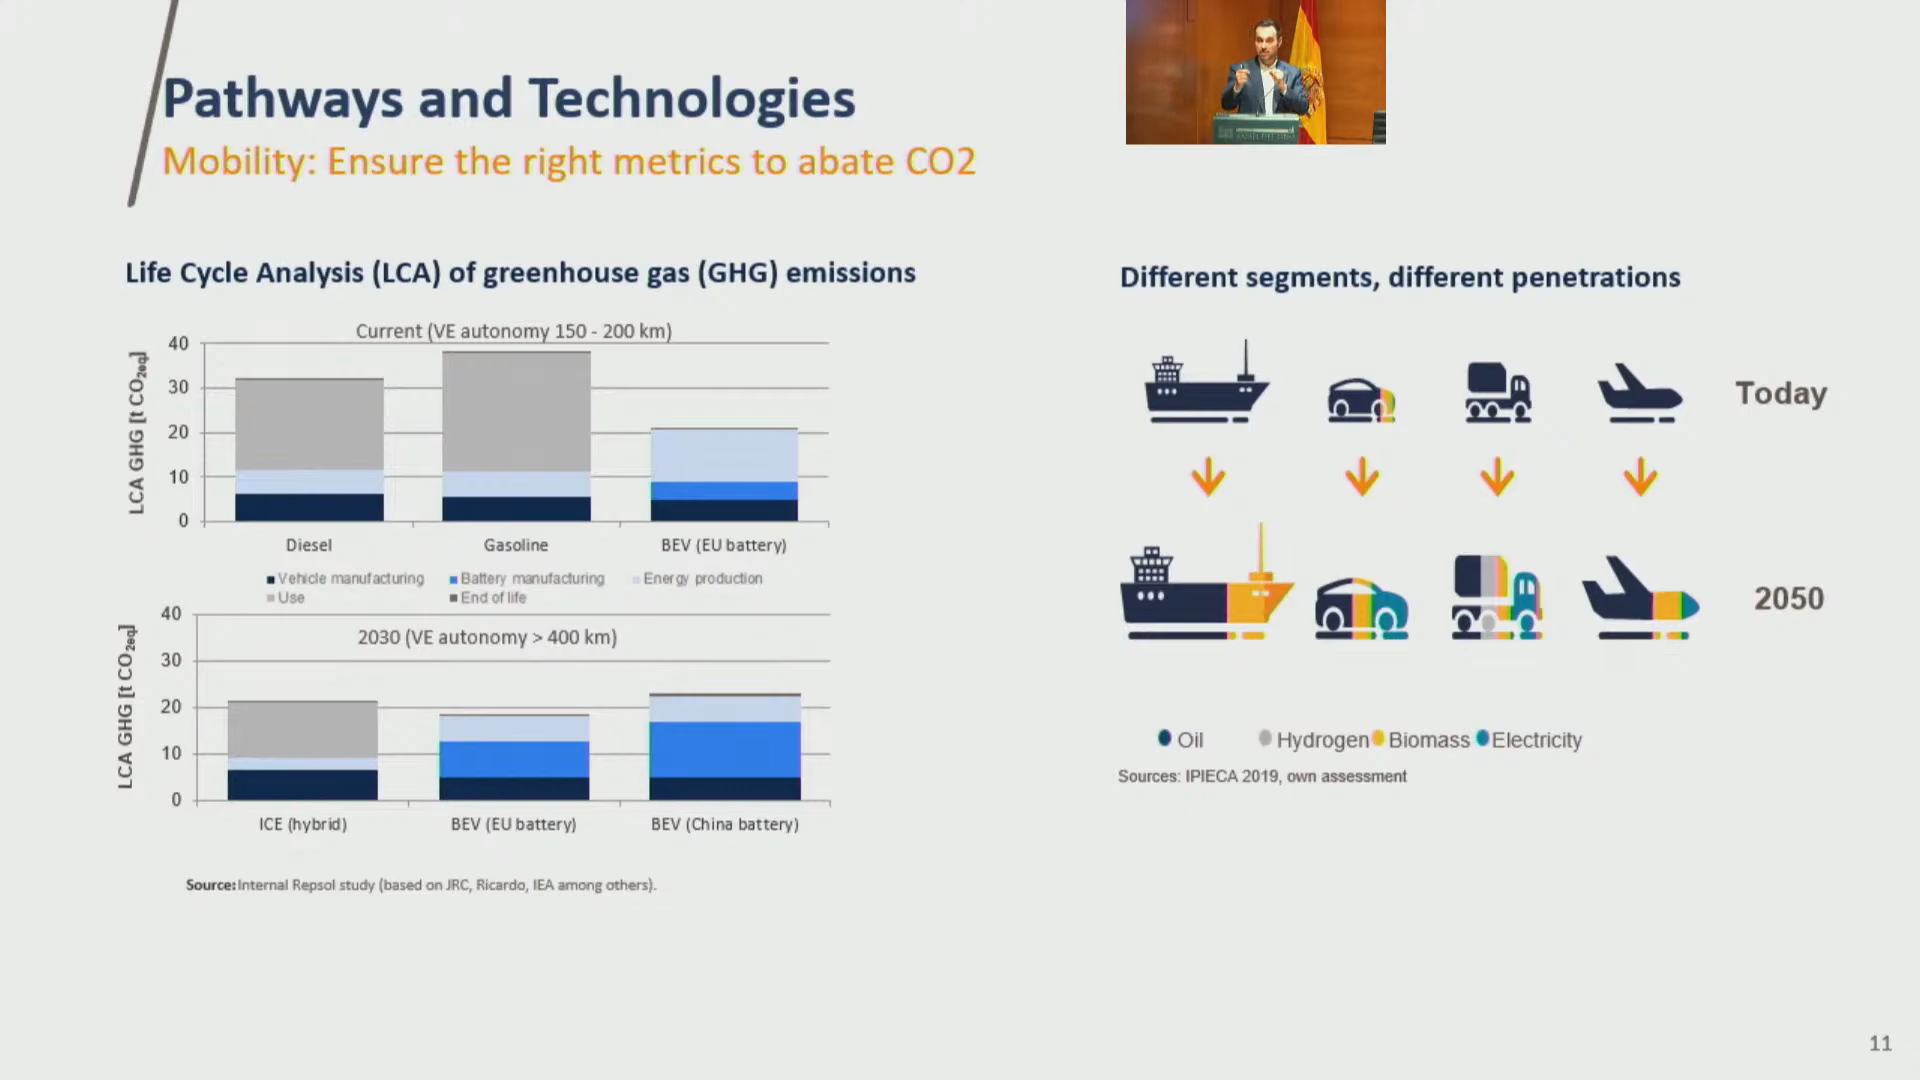 Pathways and Technologies
Mobility: Ensure the right metrics to abate CO2
Life Cycle Analysis (LCA) of greenhouse gas (GHG) emissions
Current (VE autonomy 150 - 200 km)
LCA GHG [t CO2eq]
40
30
20
10
0
Diesel
Gasoline
BEV (EU battery)
Vehicle manufacturing
Battery manufacturing
Energy production
Use
End of life
2030 (VE autonomy > 400 km)
LCA GHG [t CO2eq]
40
30
20
10
0
ICE (hybrid)
BEV (EU battery)
BEV (China battery)
Source: Internal Repsol study (based on JRC, Ricardo, IEA among others).
Different segments, different penetrations
Today
2050
Oil
Hydrogen
Biomass
Electricity
Sources: IPIECA 2019, own assessment
11